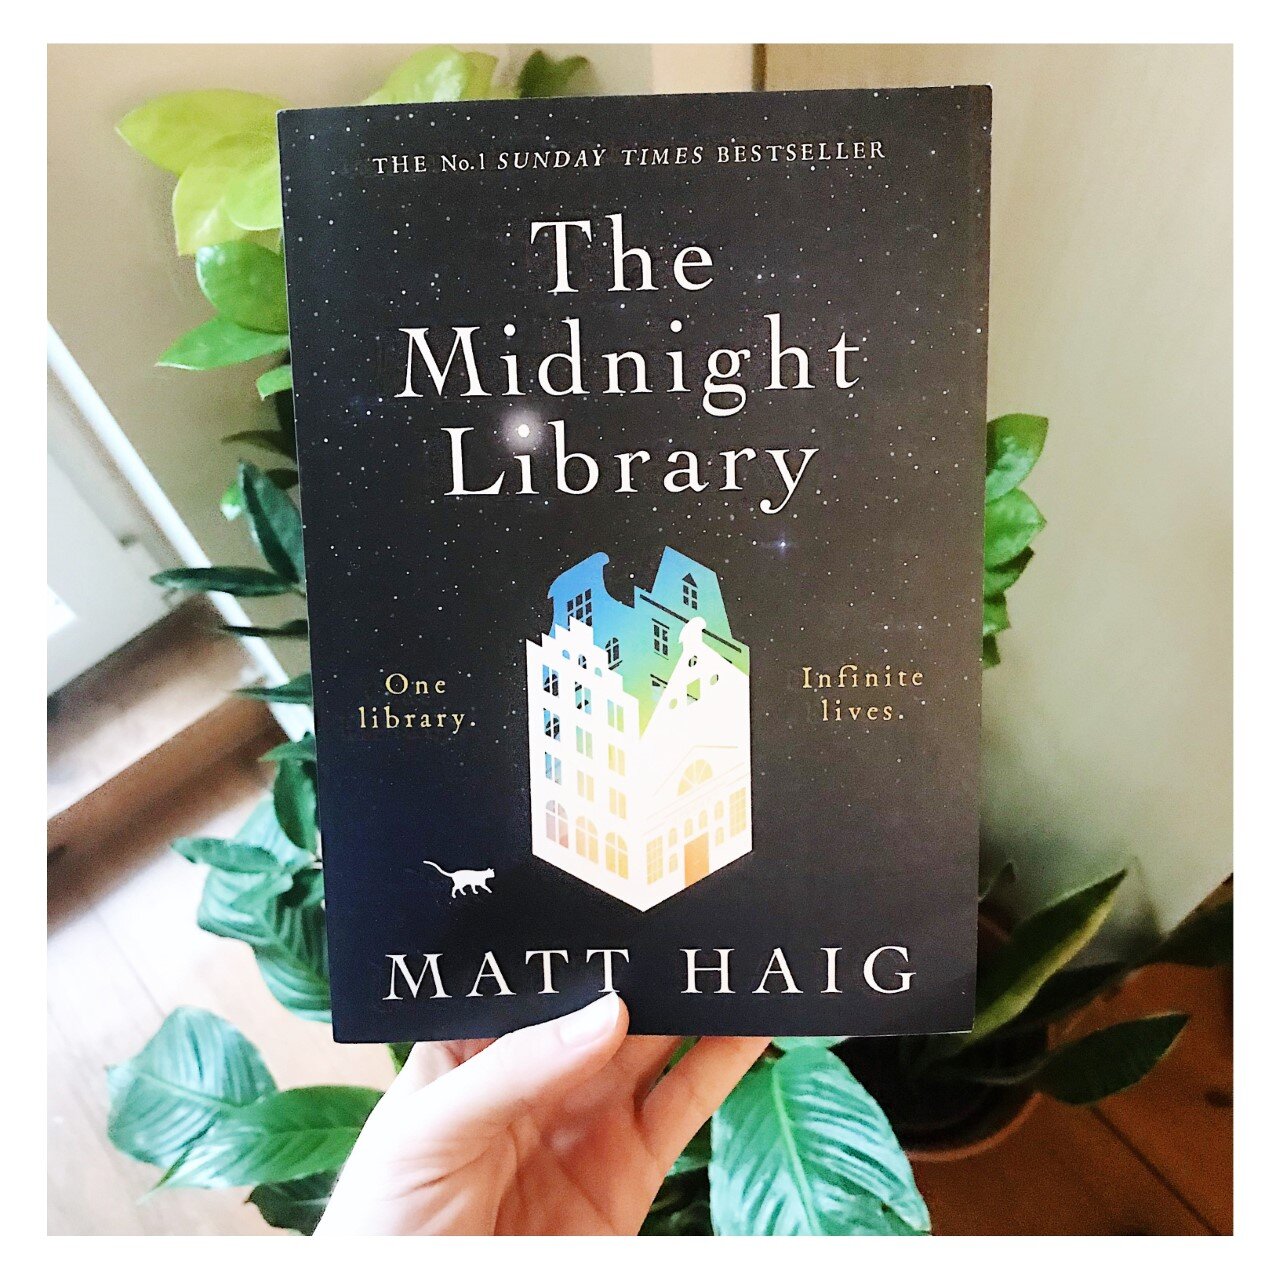 THE No.1 SUNDAY TIMES BESTSELLER
The
Midnight
Library
One
library.
Infinite
lives.
MATT HAIG